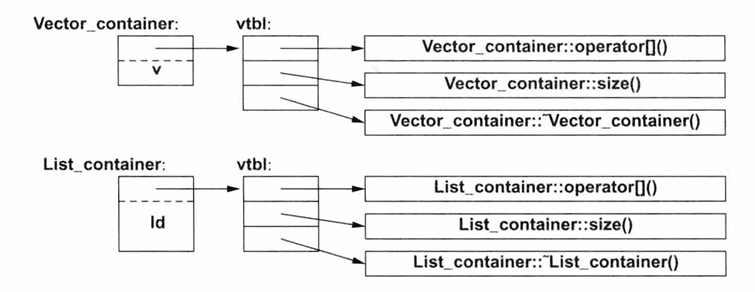 Vector_container: vtbl:
Vector_container::operator[]()
v
Vector_container::size()
Vector_container::~Vector_container()
List_container: vtbl:
List_container::operator[]()
ld
List_container::size()
List_container::~List_container()